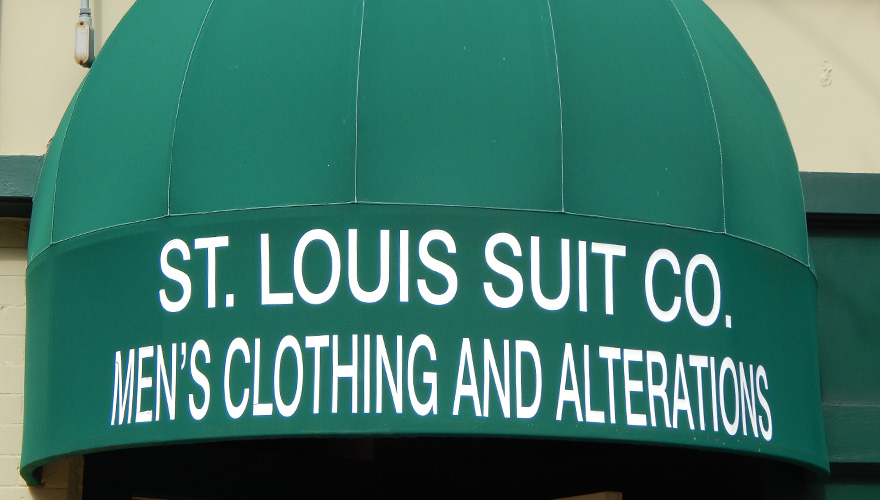 ST. LOUIS SUIT CO.
MEN'S CLOTHING AND ALTERATIONS